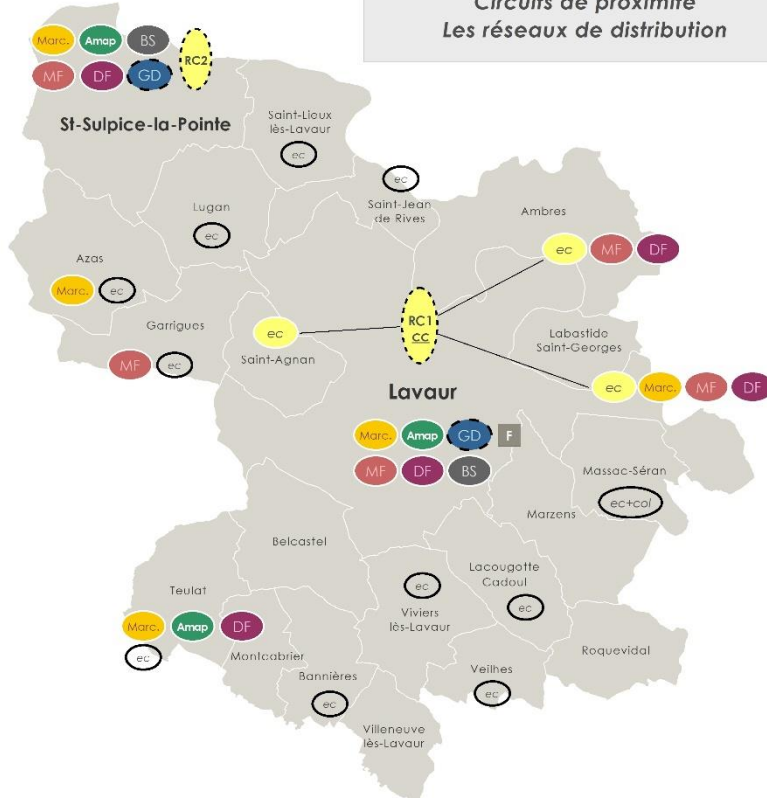 Circuits de proximité
Les réseaux de distribution
Marc. Amap BS
RC2
MF DF GD
St-Sulpice-la-Pointe
Saint-Lioux
lès-Lavaur
ec
ec
Saint-Jean
de Rives
Lugan
ec
Ambres
ec MF DF
Azas
Marc. ec
Garrigues
MF ec
ec
Saint-Agnan
RC1
CC
Labastide
Saint-Georges
ec Marc. MF DF
Lavaur
Marc. Amap GD F
MF DF BS
Massac-Séran
ec+col
Marzens
Belcastel
Lacougotte
Cadoul
ec
ec
Viviers
lès-Lavaur
Teulat
Marc. Amap DF
ec
Montcabrier
Roquevidal
Bannières
ec
Veilhes
ec
Villeneuve
lès-Lavaur